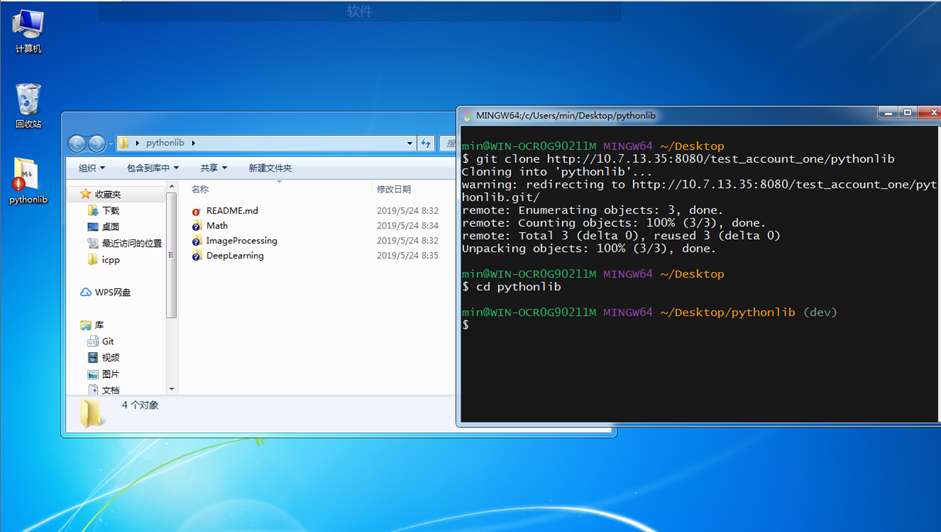 软件
计算机
回收站
pythonlib
pythonlib
组织
包含到库中
共享
新建文件夹
收藏夹
下载
桌面
最近访问的位置
icpp
WPS网盘
库
Git
视频
图片
文档
名称
修改日期
README.md
2019/5/24 8:32
Math
2019/5/24 8:34
ImageProcessing
2019/5/24 8:32
DeepLearning
2019/5/24 8:35
4 个对象
MINGW64:/c/Users/min/Desktop/pythonlib
min@WIN-OCR0G90211M MINGW64 ~/Desktop
$ git clone http://10.7.13.35:8080/test_account_one/pythonlib
Cloning into 'pythonlib'...
warning: redirecting to http://10.7.13.35:8080/test_account_one/pyt
honlib.git/
remote: Enumerating objects: 3, done.
remote: Counting objects: 100% (3/3), done.
remote: Total 3 (delta 0), reused 3 (delta 0)
Unpacking objects: 100% (3/3), done.
min@WIN-OCR0G90211M MINGW64 ~/Desktop
$ cd pythonlib
min@WIN-OCR0G90211M MINGW64 ~/Desktop/pythonlib (dev)
$